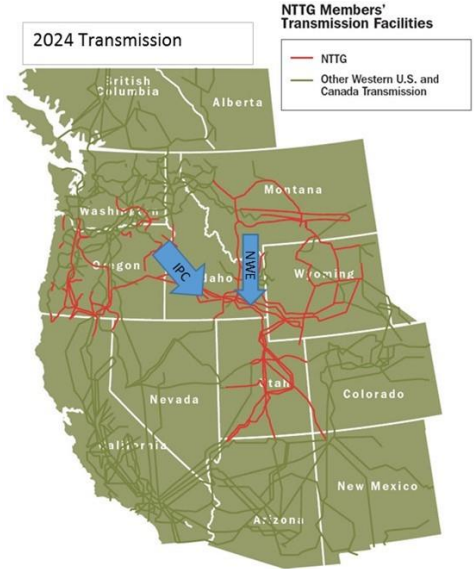 2024 Transmission
NTTG Members'
Transmission Facilities
NTTG
Other Western U.S. and
Canada Transmission
British
Columbia
Alberta
Washington
Montana
Oregon
IPC
Idaho
NWE
Wyoming
Nevada
Utah
Colorado
California
Arizona
New Mexico